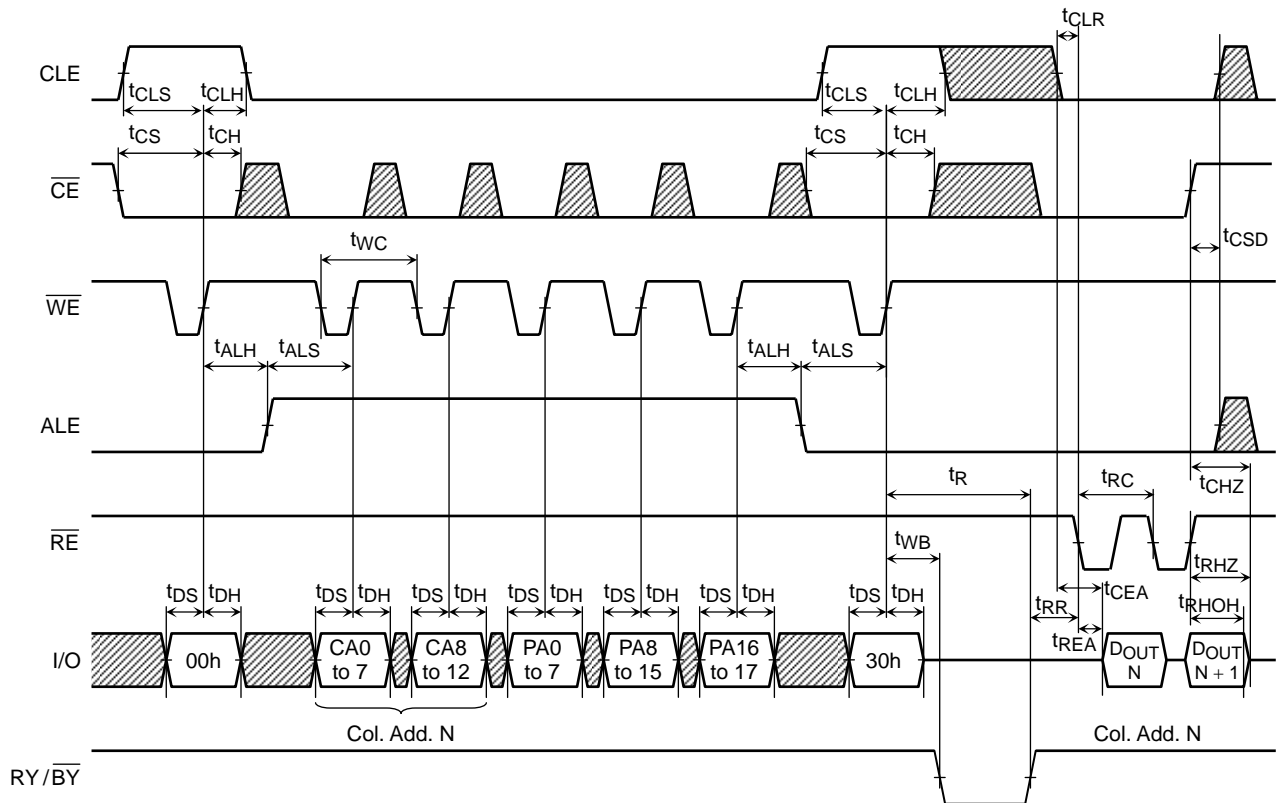 tCLR
CLE
tCLS tCLH tCLS tCLH
tCS tCH tCS tCH
CE
tCSD
tWC
WE
tALH tALS tALH tALS
ALE
tR tRC tCHZ
RE
tWB
tRHZ
tDS tDH tDS tDH tDS tDH tDS tDH tDS tDH tDS tDH tDS tDH
tCEA
tRR tRHOH
tREA
I/O 00h CA0 to 7 CA8 to 12 PA0 to 7 PA8 to 15 PA16 to 17 30h DOUT N DOUT N + 1
Col. Add. N Col. Add. N
RY/BY